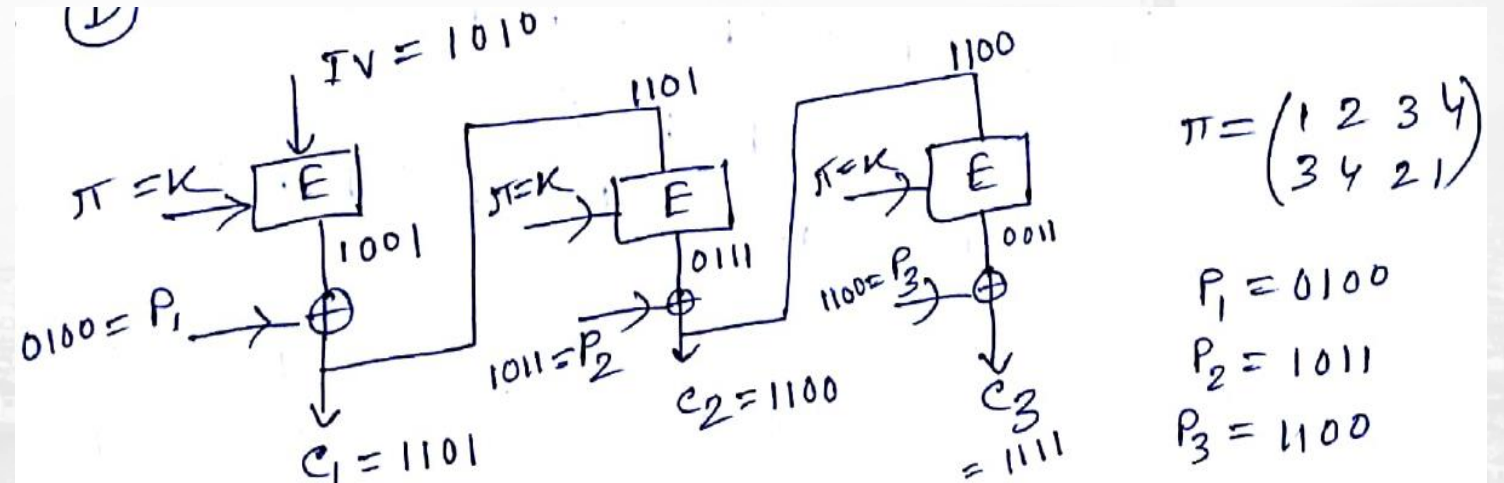 ①
IV = 1010
1101
1100
π = (1 2 3 4
3 4 2 1)
π = K
E
π = K
E
π = K
E
1001
0111
0011
0100 = P₁
⊕
1011 = P₂
⊕
1100 = P₃
⊕
P₁ = 0100
P₂ = 1011
P₃ = 1100
C₁ = 1101
C₂ = 1100
C₃
= 1111